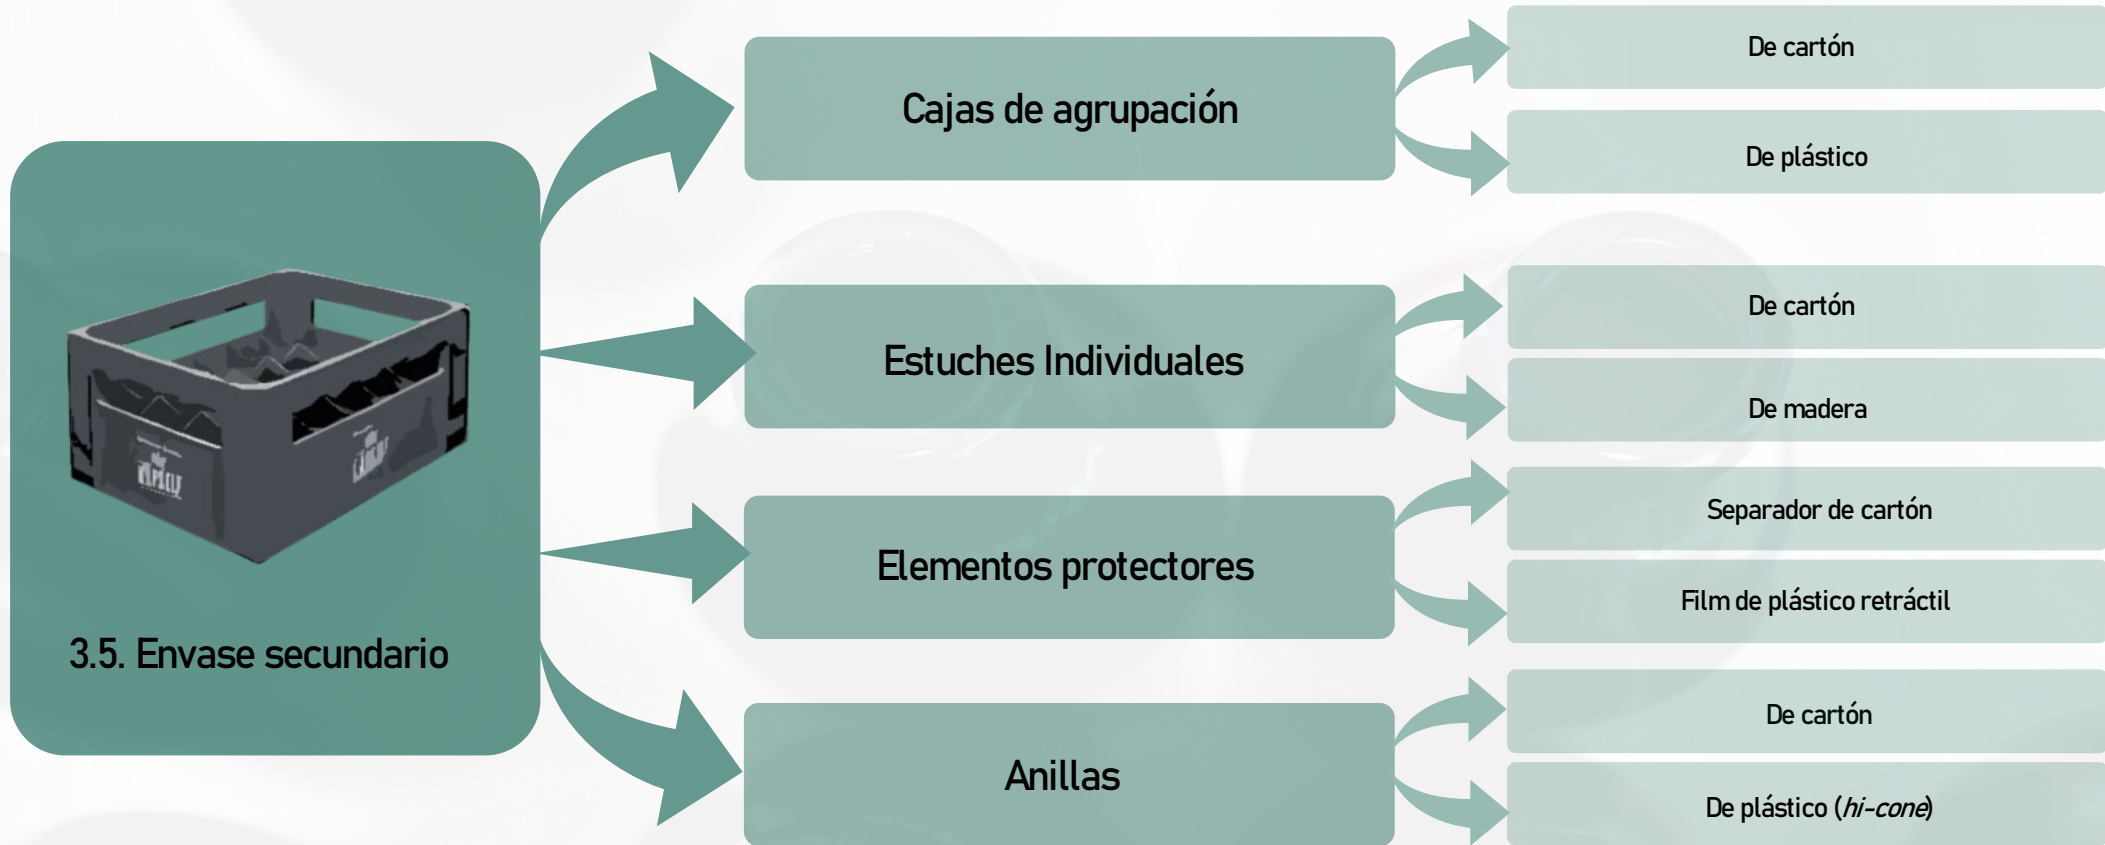 3.5. Envase secundario
Cajas de agrupación
De cartón
De plástico
Estuches Individuales
De cartón
De madera
Elementos protectores
Separador de cartón
Film de plástico retráctil
Anillas
De cartón
De plástico (hi-cone)